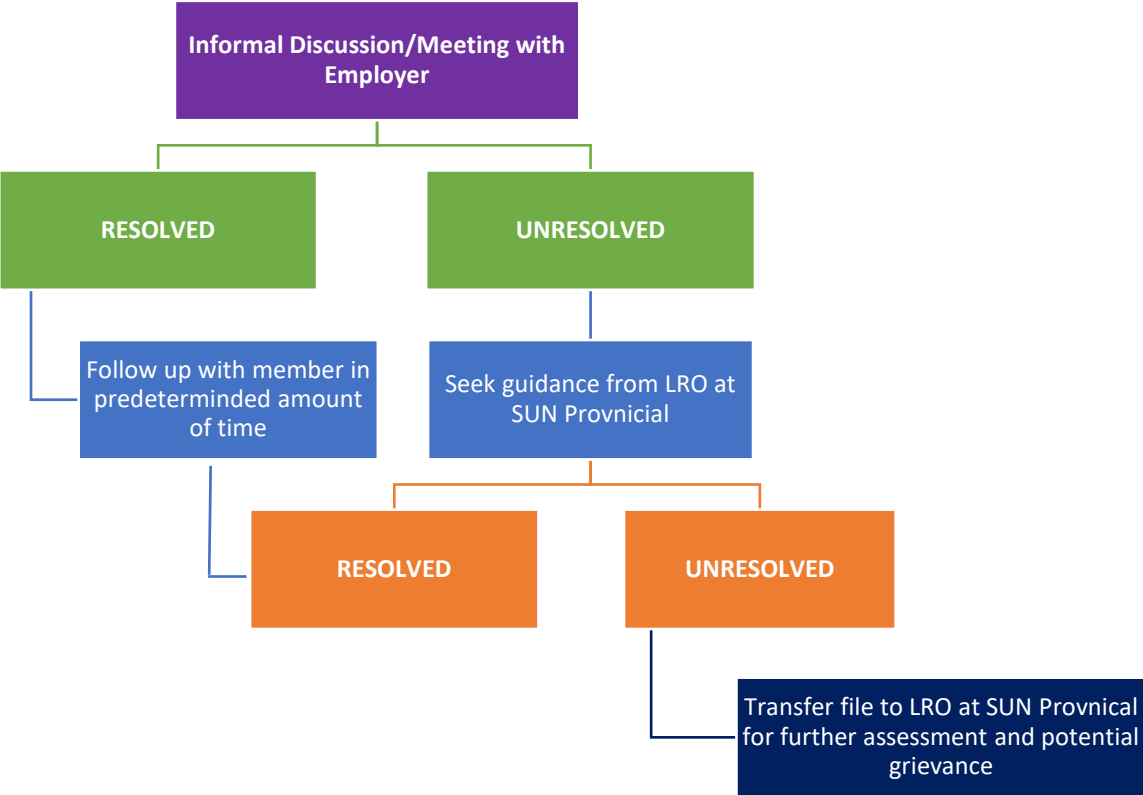 Informal Discussion/Meeting with
Employer
RESOLVED
UNRESOLVED
Follow up with member in
predeterminded amount
of time
Seek guidance from LRO at
SUN Provnicial
RESOLVED
UNRESOLVED
Transfer file to LRO at SUN Provnical
for further assessment and potential
grievance